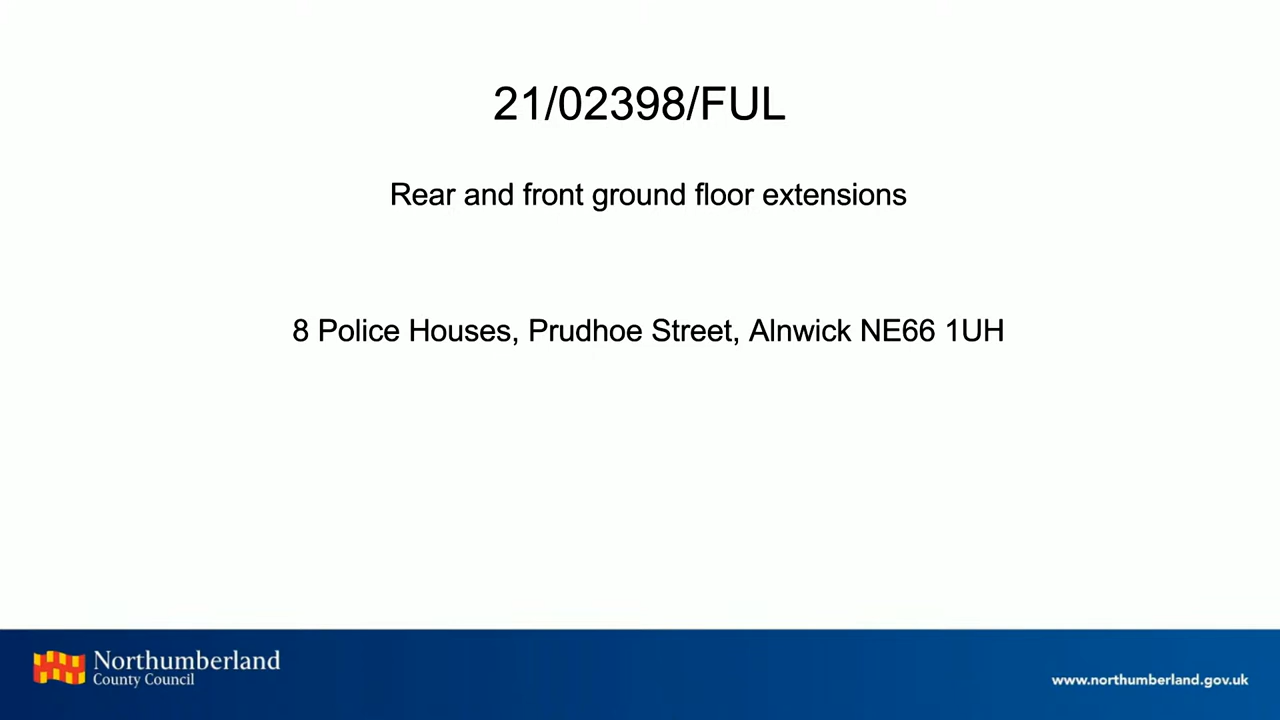 21/02398/FUL
Rear and front ground floor extensions
8 Police Houses, Prudhoe Street, Alnwick NE66 1UH
Northumberland
County Council
www.northumberland.gov.uk